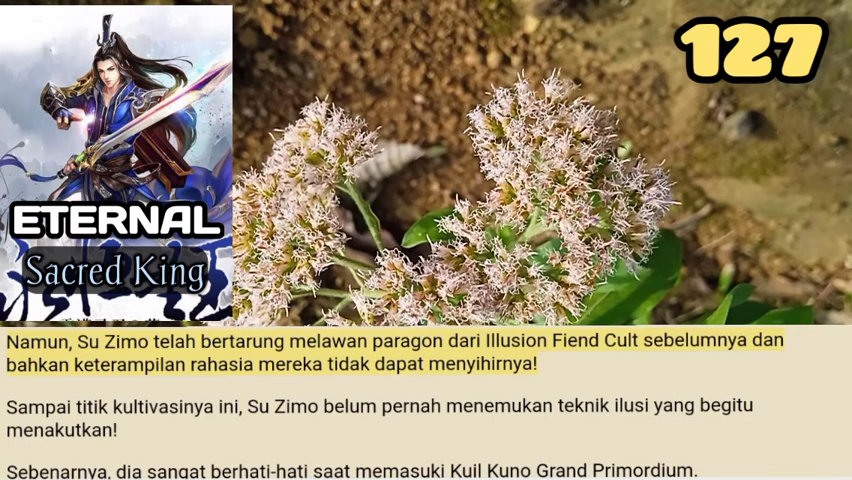 127
ETERNAL
Sacred King
Namun, Su Zimo telah bertarung melawan paragon dari Illusion Fiend Cult sebelumnya dan
bahkan keterampilan rahasia mereka tidak dapat menyihirnya!
Sampai titik kultivasinya ini, Su Zimo belum pernah menemukan teknik ilusi yang begitu
menakutkan!
Sebenarnya, dia sangat berhati-hati saat memasuki Kuil Kuno Grand Primordium.